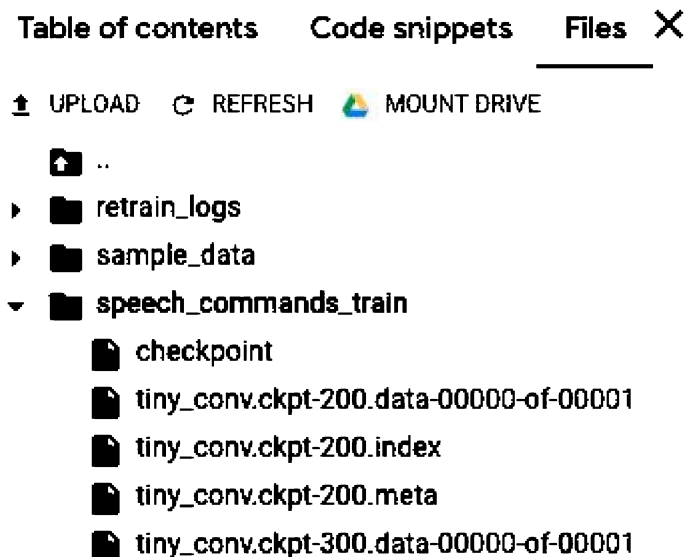 Table of contents Code snippets Files X
UPLOAD REFRESH MOUNT DRIVE
..
retrain_logs
sample_data
speech_commands_train
checkpoint
tiny_conv.ckpt-200.data-00000-of-00001
tiny_conv.ckpt-200.index
tiny_conv.ckpt-200.meta
tiny_conv.ckpt-300.data-00000-of-00001